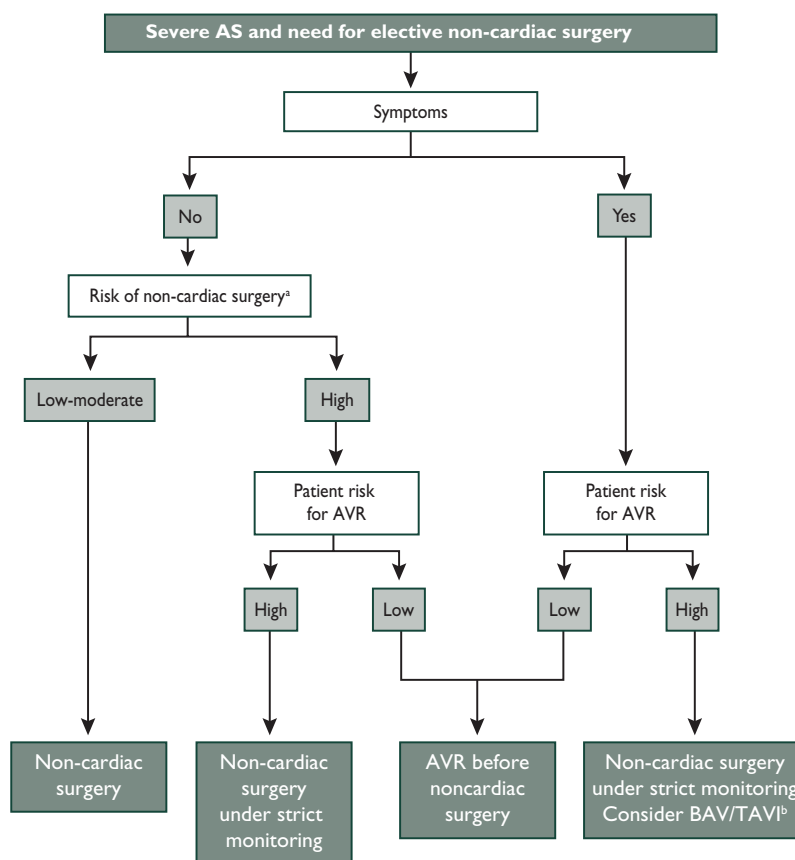 Severe AS and need for elective non-cardiac surgery
Symptoms
No
Yes
Risk of non-cardiac surgeryᵃ
Low-moderate
High
Patient risk
for AVR
Patient risk
for AVR
High
Low
Low
High
Non-cardiac
surgery
Non-cardiac
surgery
under strict
monitoring
AVR before
noncardiac
surgery
Non-cardiac surgery
under strict monitoring
Consider BAV/TAVIᵇ